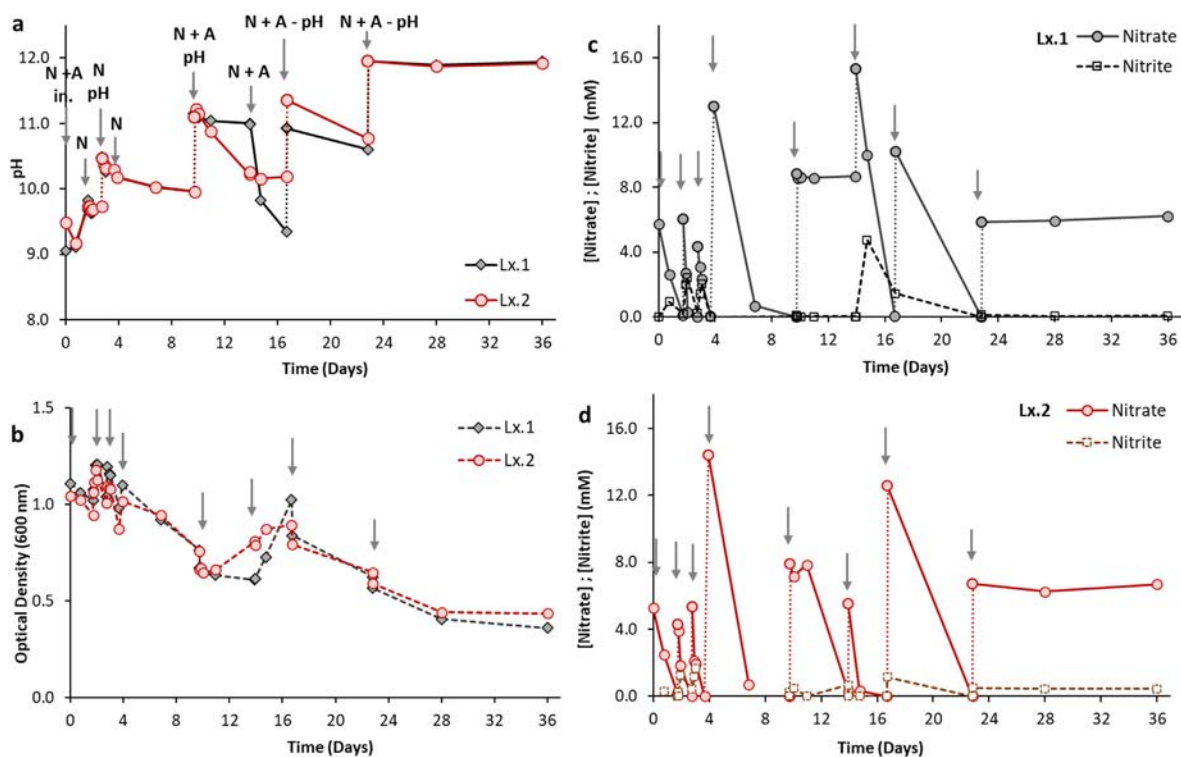 a
N + A - pH
N + A - pH
N + A
pH
N + A
N +A
in.
N
pH
N
N
12.0
11.0
10.0
9.0
8.0
pH
Lx.1
Lx.2
0 4 8 12 16 20 24 28 32 36
Time (Days)
c
Lx.1
Nitrate
Nitrite
16.0
12.0
8.0
4.0
0.0
[Nitrate] ; [Nitrite] (mM)
0 4 8 12 16 20 24 28 32 36
Time (Days)
b
1.5
1.0
0.5
0.0
Optical Density (600 nm)
Lx.1
Lx.2
0 4 8 12 16 20 24 28 32 36
Time (Days)
d
Lx.2
Nitrate
Nitrite
16.0
12.0
8.0
4.0
0.0
[Nitrate] ; [Nitrite] (mM)
0 4 8 12 16 20 24 28 32 36
Time (Days)